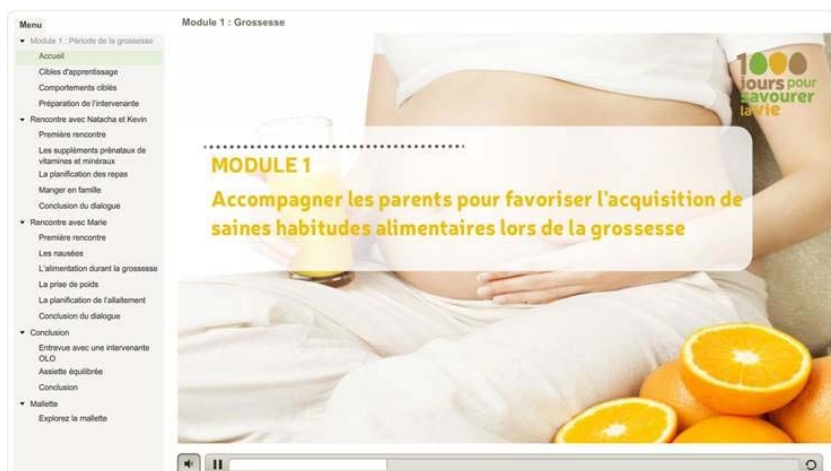 Menu
Module 1 : Période de la grossesse
Accueil
Cibles d'apprentissage
Comportements ciblés
Préparation de l'intervenante
Rencontre avec Natacha et Kevin
Première rencontre
Les suppléments prénataux de
vitamines et minéraux
La planification des repas
Manger en famille
Conclusion du dialogue
Rencontre avec Marie
Première rencontre
Les nausées
L'alimentation durant la grossesse
La prise de poids
La planification de l'allaitement
Conclusion du dialogue
Conclusion
Entrevue avec une intervenante
OLO
Assiette équilibrée
Conclusion
Mallette
Explorez la mallette
Module 1 : Grossesse
1000
jours pour
savourer
la vie
MODULE 1
Accompagner les parents pour favoriser l'acquisition de
saines habitudes alimentaires lors de la grossesse